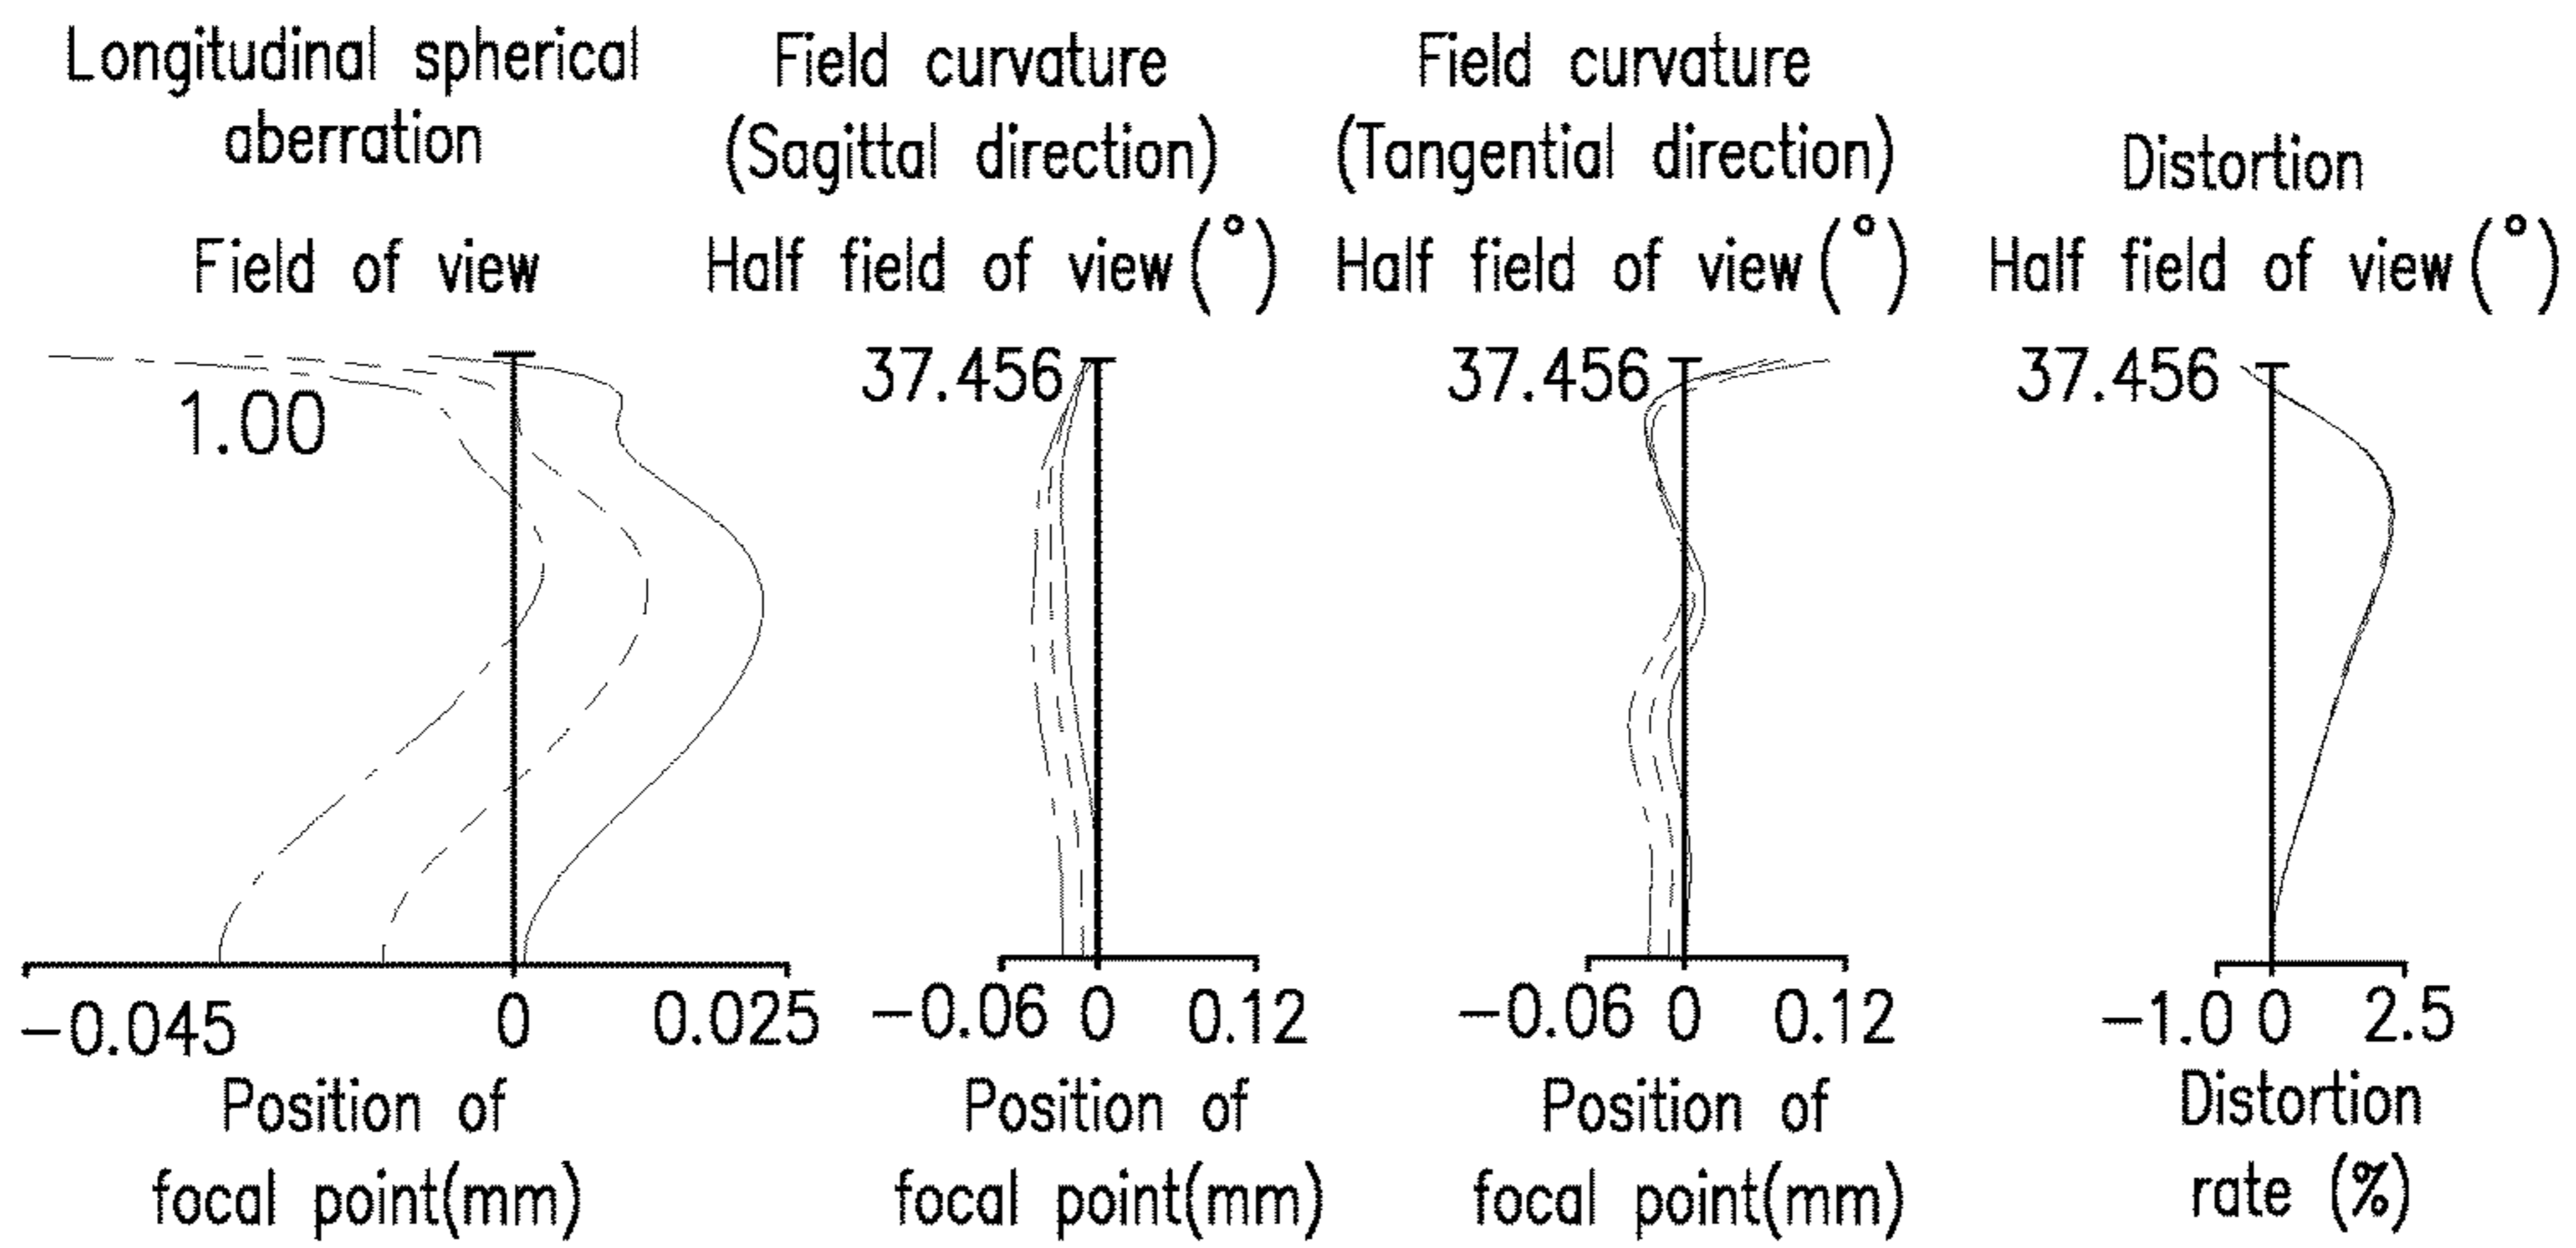 Longitudinal spherical
aberration
Field of view
1.00
-0.045 0 0.025
Position of
focal point(mm)
Field curvature
(Sagittal direction)
Half field of view(°)
37.456
-0.06 0 0.12
Position of
focal point(mm)
Field curvature
(Tangential direction)
Half field of view(°)
37.456
-0.06 0 0.12
Position of
focal point(mm)
Distortion
Half field of view(°)
37.456
-1.0 0 2.5
Distortion
rate (%)